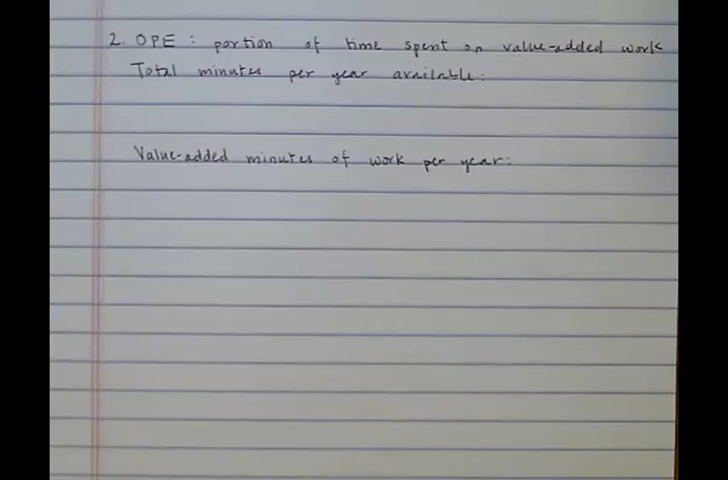 2. OPE : portion of time spent on value-added work
Total minutes per year available:
Value-added minutes of work per year: